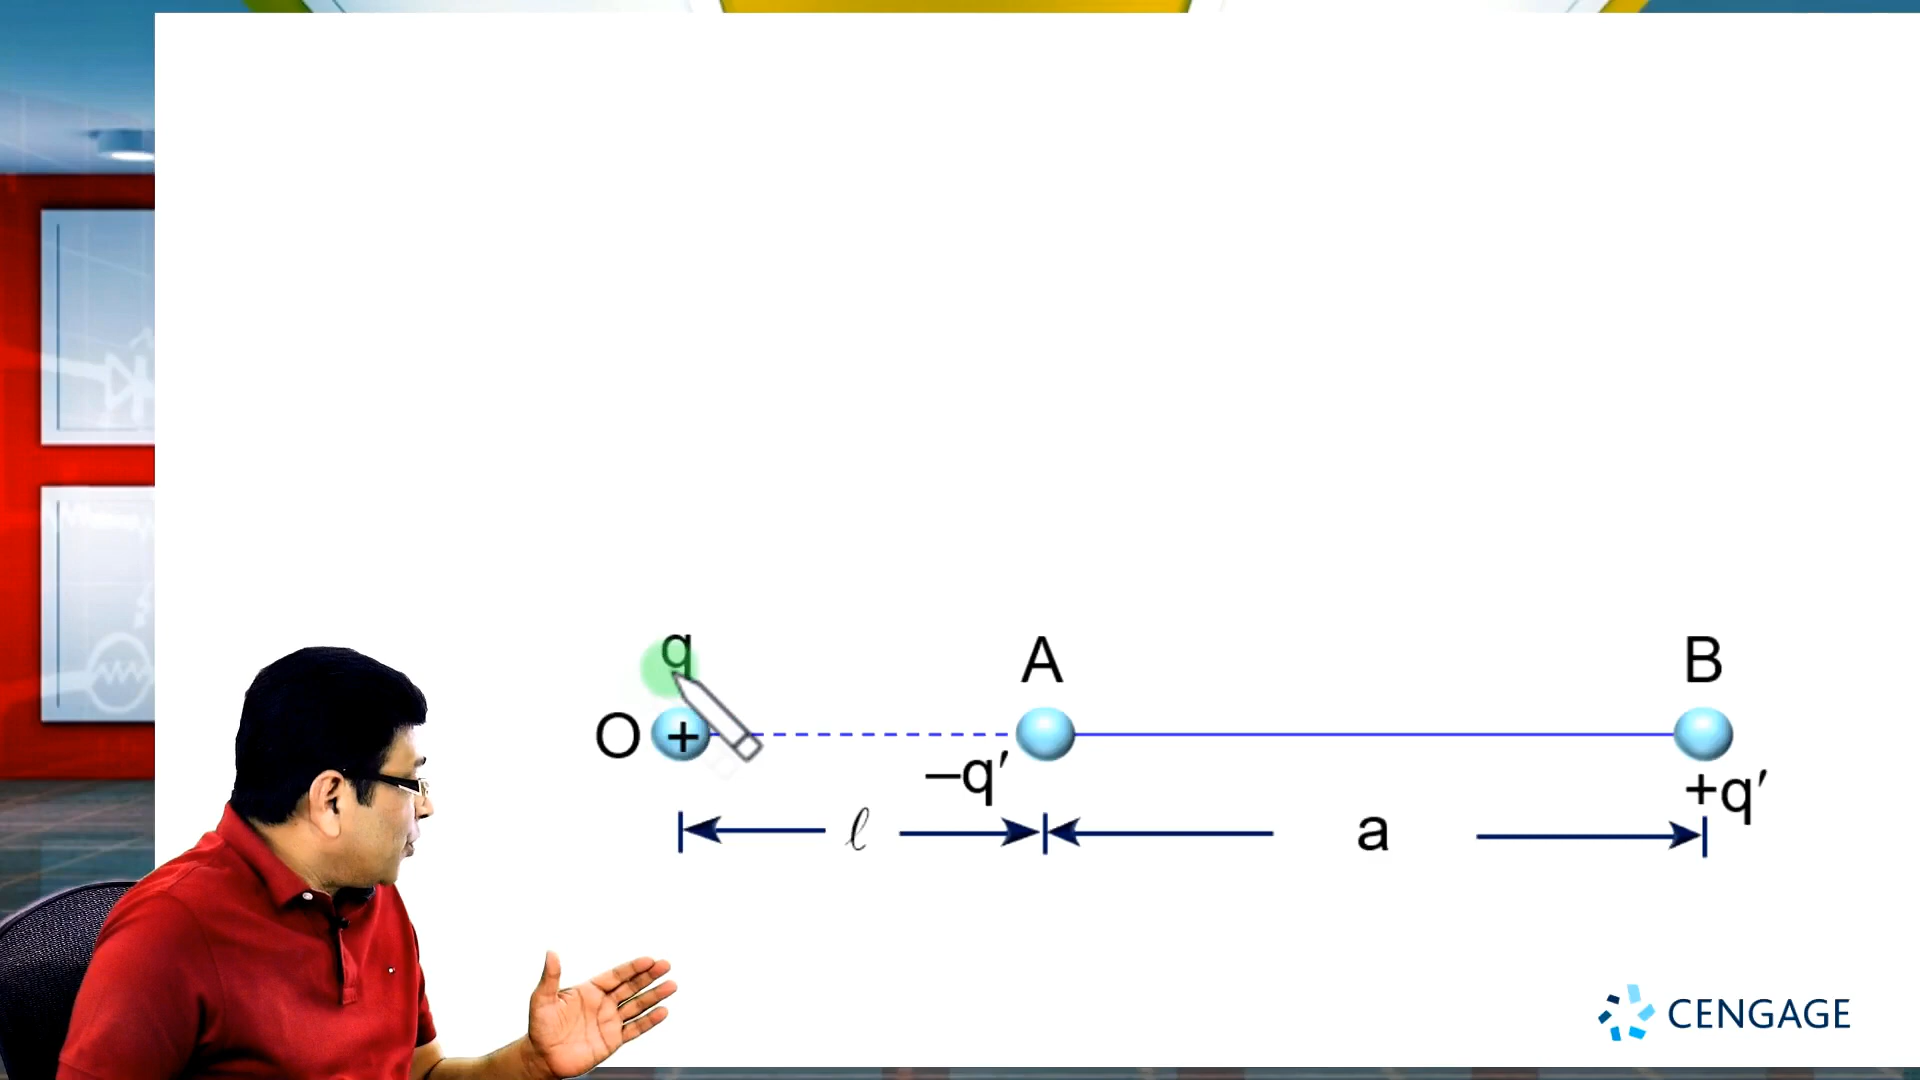 q A B
O +
−q′ +q′
ℓ a
CENGAGE